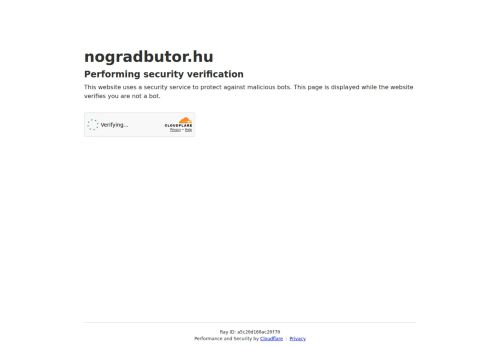 nogradbutor.hu
Performing security verification
This website uses a security service to protect against malicious bots. This page is displayed while the website
verifies you are not a bot.
Verifying...
CLOUDFLARE
Privacy • Help
Ray ID: a5c20d160ac20f70
Performance and Security by Cloudflare | Privacy